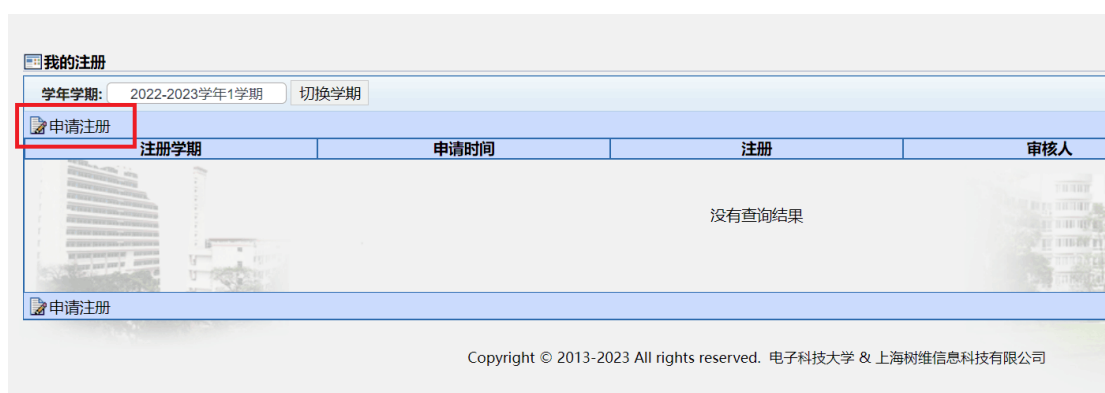 我的注册
学年学期: 2022-2023学年1学期 切换学期
申请注册
注册学期 申请时间 注册 审核人
没有查询结果
申请注册
Copyright © 2013-2023 All rights reserved. 电子科技大学 & 上海树维信息科技有限公司